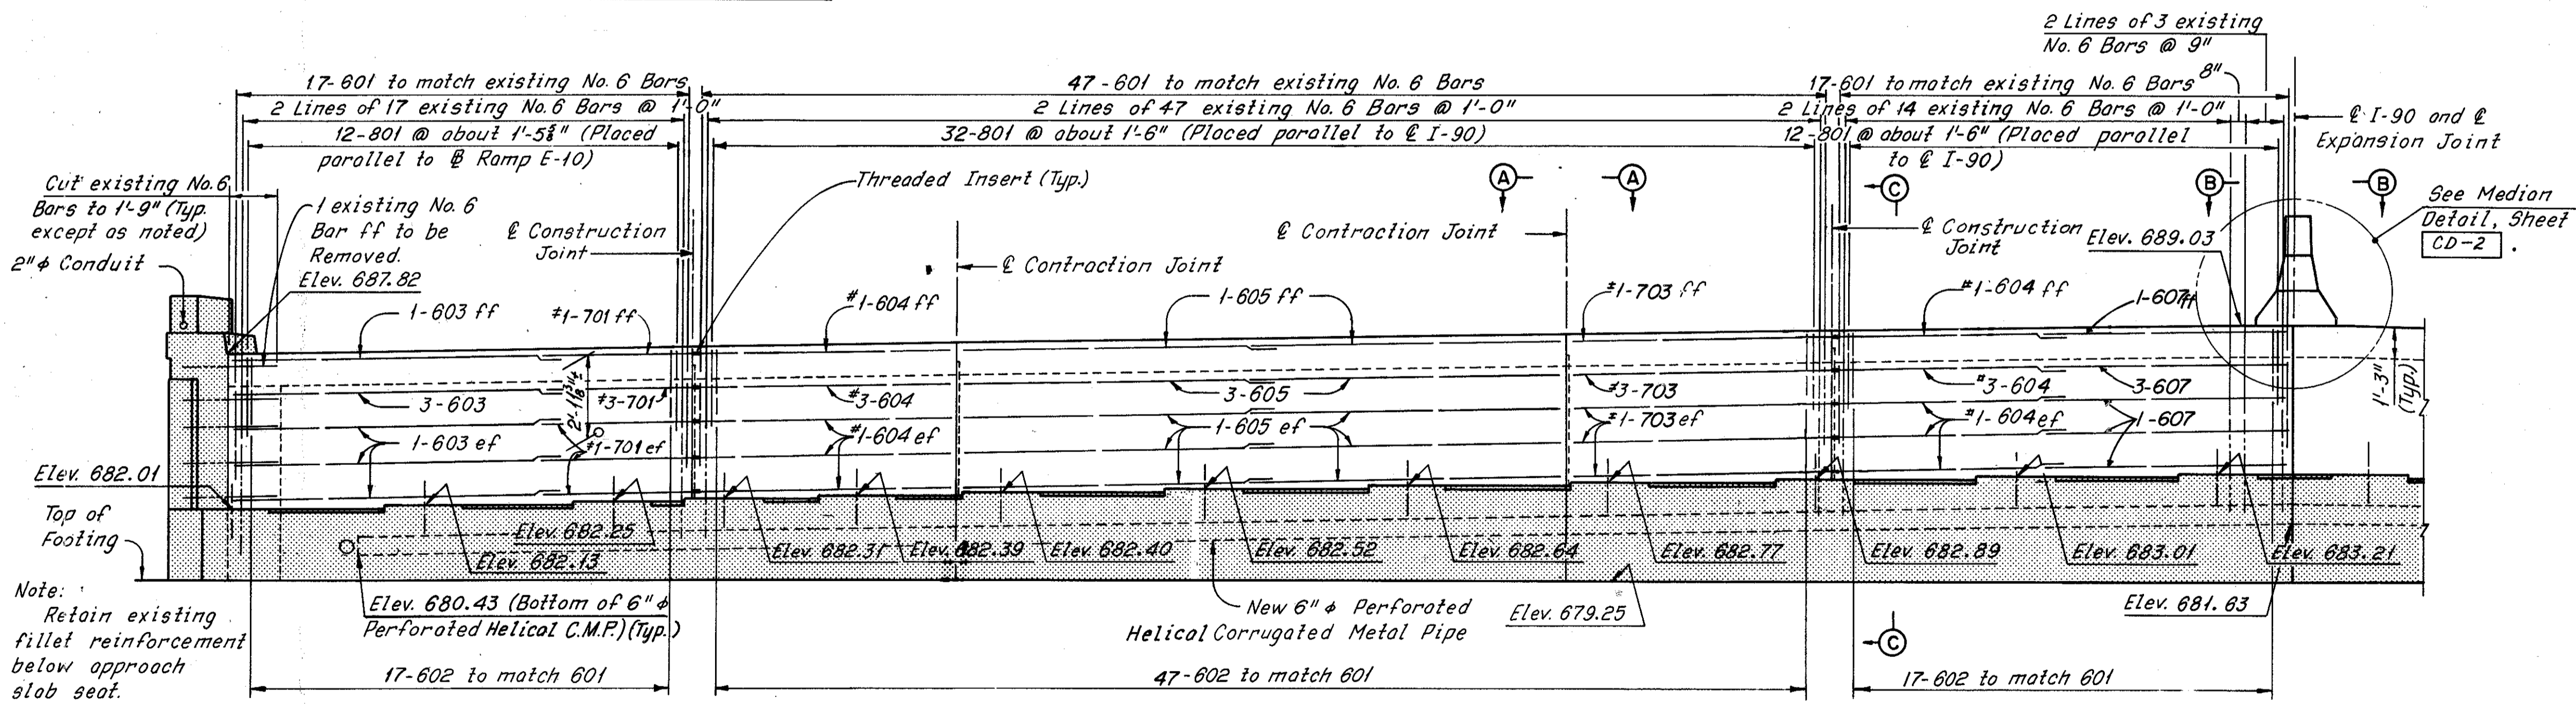 2 Lines of 3 existing
No. 6 Bars @ 9"
17-601 to match existing No. 6 Bars
47-601 to match existing No. 6 Bars
17-601 to match existing No. 6 Bars
8"
2 Lines of 17 existing No. 6 Bars @ 1'-0"
2 Lines of 47 existing No. 6 Bars @ 1'-0"
2 Lines of 14 existing No. 6 Bars @ 1'-0"
℄ I-90 and ℄
Expansion Joint
12-801 @ about (Placed
parallel to Ramp E-10)
32-801 @ about 1'-6" (Placed parallel to ℄ I-90)
12-801 @ about 1'-6" (Placed parallel
to ℄ I-90)
Cut existing No. 6
Bars to 1'-9" (Typ.
except as noted)
2"ϕ Conduit
1 existing No. 6
Bar ff to be
Removed.
Elev. 687.82
℄ Construction
Joint
Threaded Insert (Typ.)
℄ Contraction Joint
℄ Contraction Joint
A
A
C
℄ Construction
Joint
Elev. 689.03
B
B
See Median
Detail, Sheet
CD-2 .
1-603 ff
#1-701 ff
#1-604 ff
1-605 ff
#1-703 ff
#1-604 ff
1-607 ff
3-603
#3-701
#3-604
3-605
#3-703
#3-604
3-607
1'-3"
(Typ.)
1-603 ef
#1-701 ef
#1-604 ef
1-605 ef
#1-703 ef
#1-604 ef
1-607
Elev. 682.01
Top of
Footing
Elev. 682.25
Elev. 682.13
Elev. 682.31
Elev. 682.39
Elev. 682.40
Elev. 682.52
Elev. 682.64
Elev. 682.77
Elev. 682.89
Elev. 683.01
Elev. 683.21
Elev. 680.43 (Bottom of 6"ϕ
Perforated Helical C.M.P.) (Typ.)
New 6"ϕ Perforated
Helical Corrugated Metal Pipe
Elev. 679.25
Elev. 681.63
C
Note:
Retain existing
fillet reinforcement
below approach
slab seat.
17-602 to match 601
47-602 to match 601
17-602 to match 601